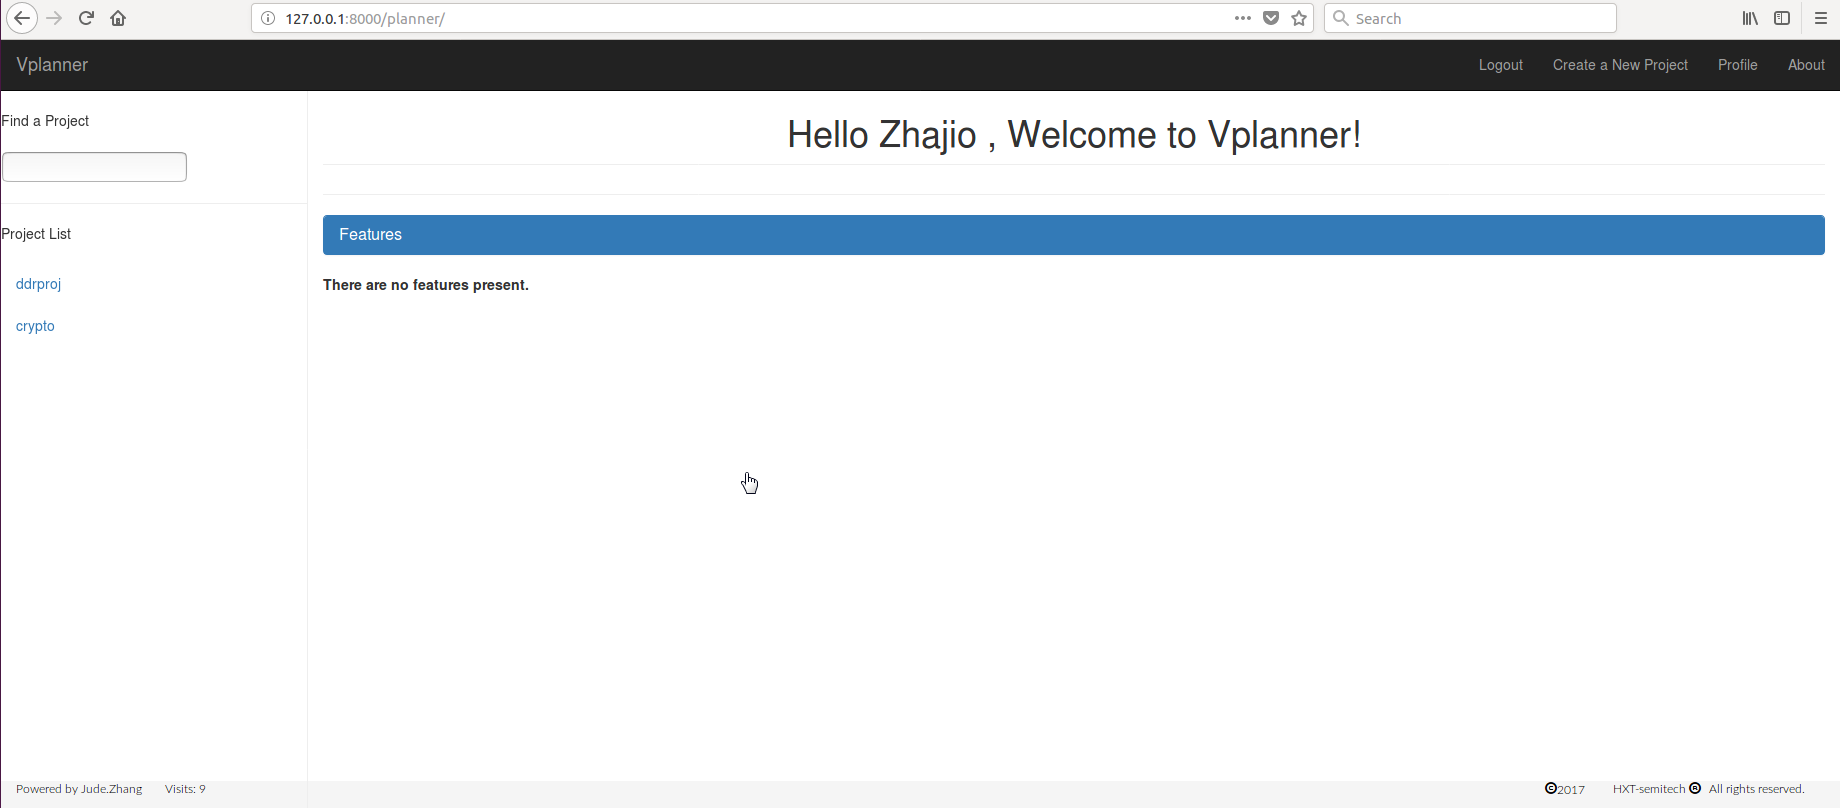 127.0.0.1:8000/planner/
Search
Vplanner
Logout Create a New Project Profile About
Find a Project
Project List
ddrproj
crypto
Hello Zhajio , Welcome to Vplanner!
Features
There are no features present.
Powered by Jude.Zhang Visits: 9
©2017 HXT-semitech ® All rights reserved.